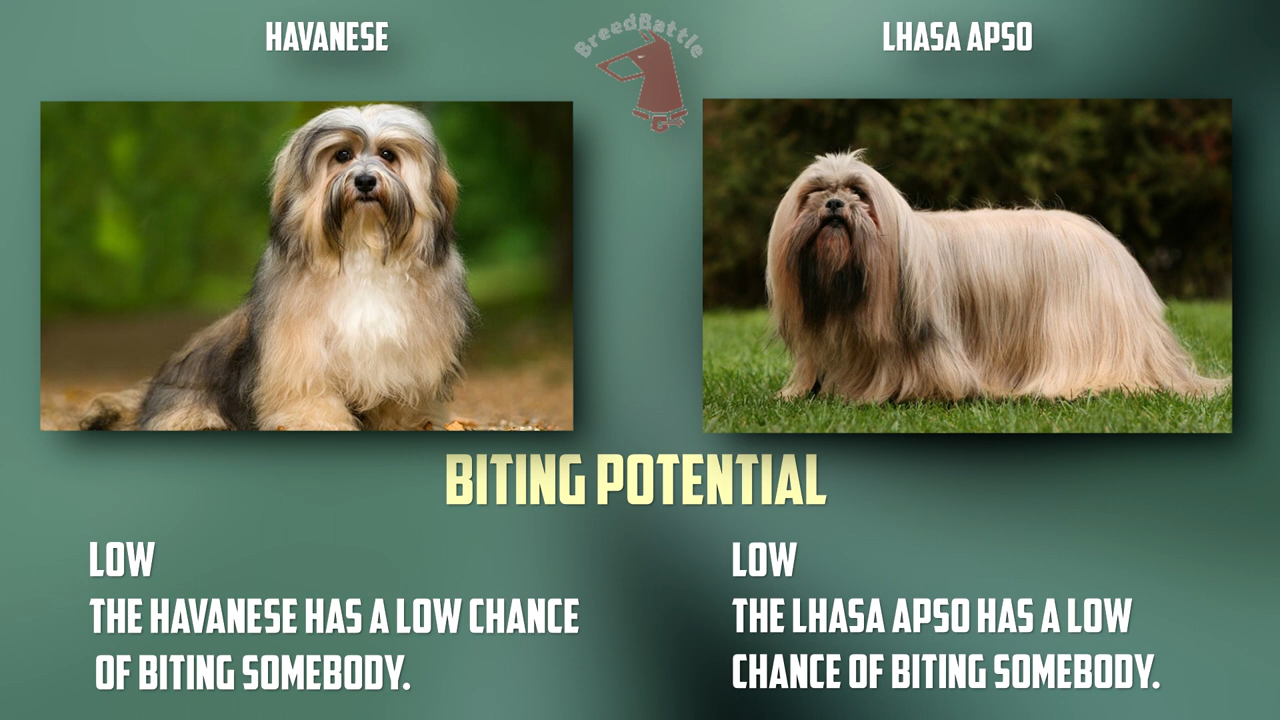 HAVANESE
BreedBattle
LHASA APSO
BITING POTENTIAL
LOW
THE HAVANESE HAS A LOW CHANCE
OF BITING SOMEBODY.
LOW
THE LHASA APSO HAS A LOW
CHANCE OF BITING SOMEBODY.